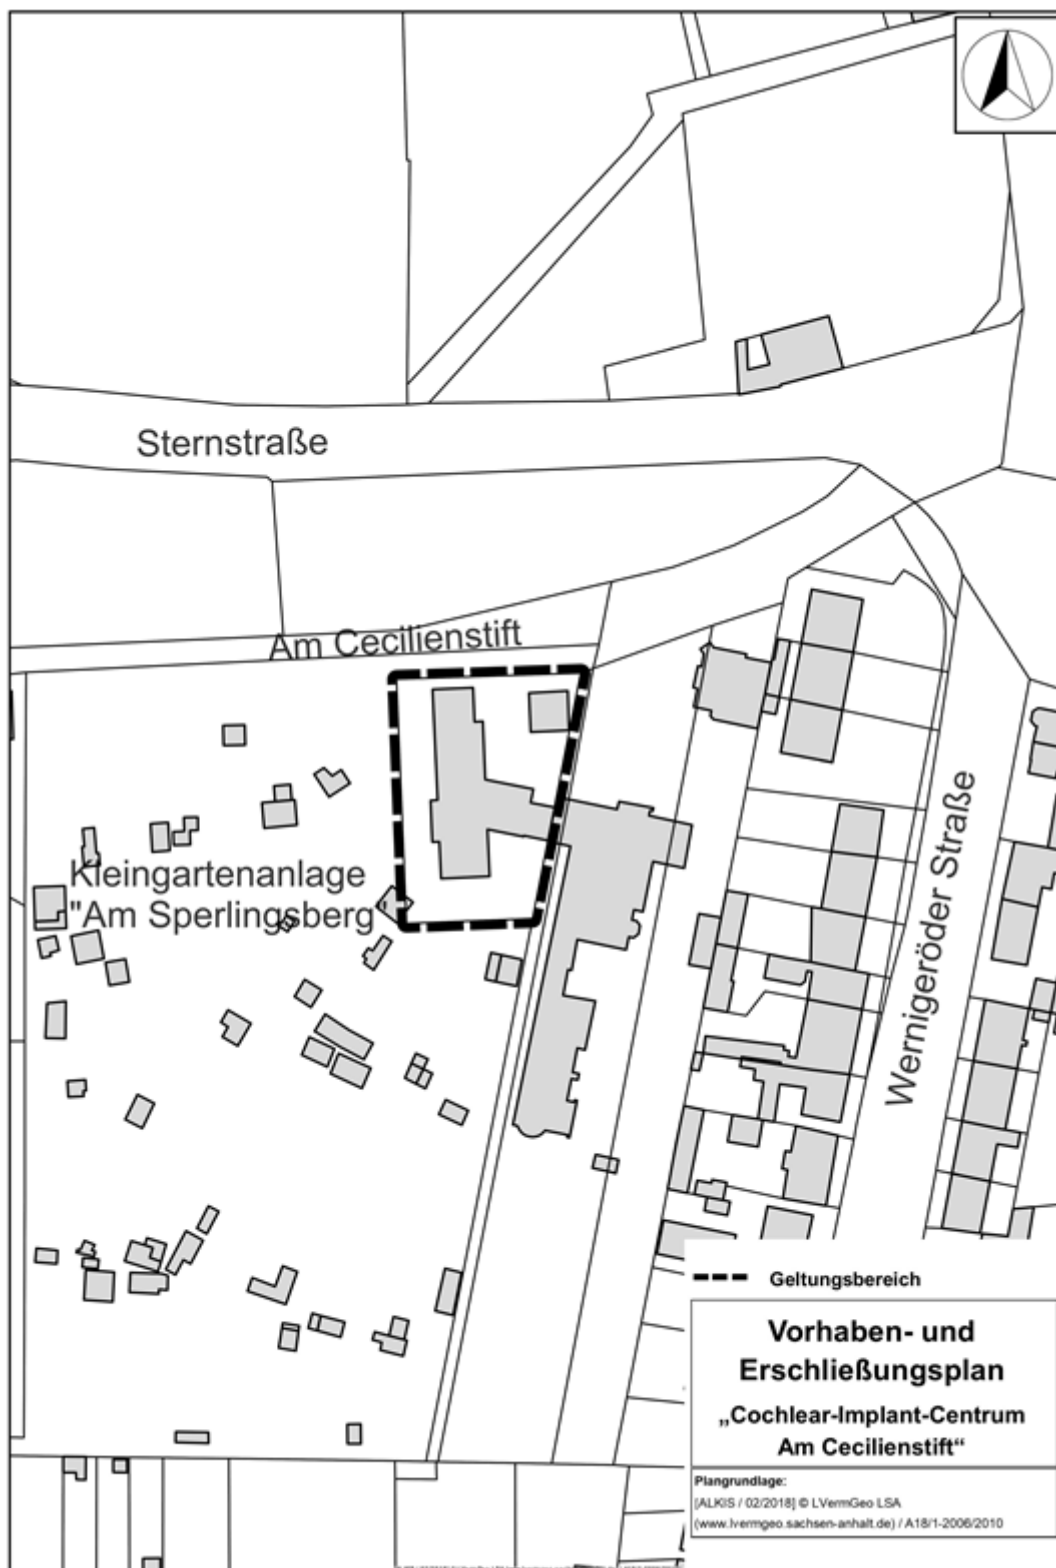 Sternstraße
Am Cecilienstift
Kleingartenanlage
"Am Sperlingsberg
Wernigeröder Straße
Geltungsbereich
Vorhaben- und
Erschließungsplan
„Cochlear-Implant-Centrum
Am Cecilienstift“
Plangrundlage:
[ALKIS / 02/2018] © LVermGeo LSA
(www.lvermgeo.sachsen-anhalt.de) / A18/1-2006/2010